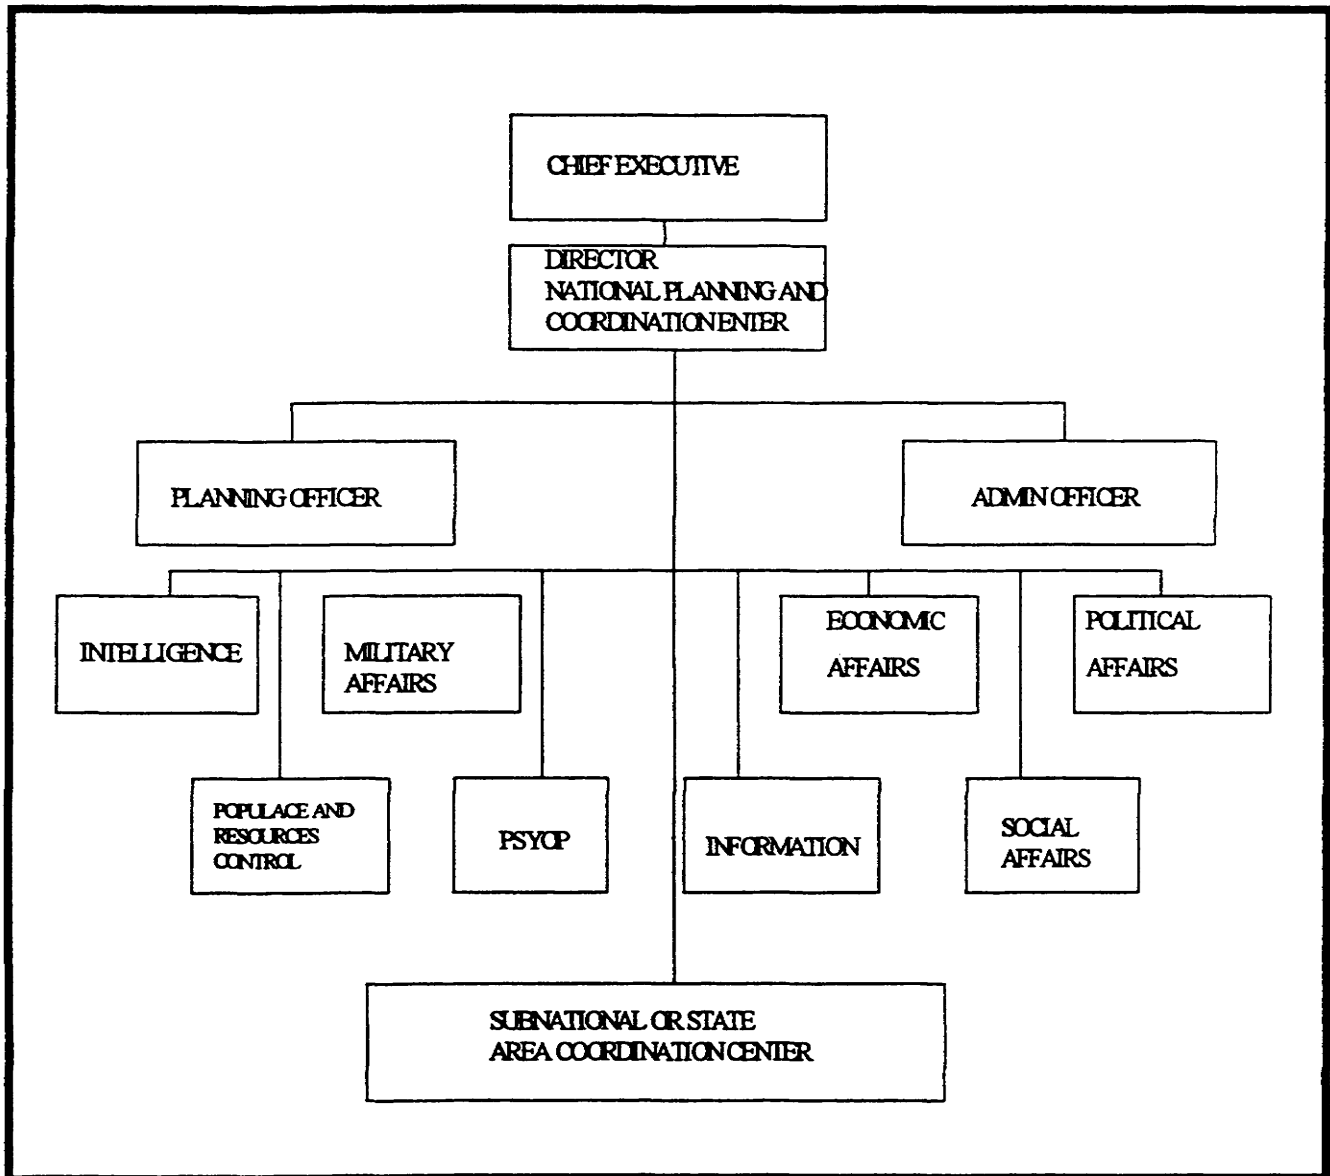 CHIEF EXECUTIVE
DIRECTOR
NATIONAL PLANNING AND
COORDINATION ENTER
PLANNING OFFICER
ADMIN OFFICER
INTELLIGENCE
MILITARY
AFFAIRS
ECONOMIC
AFFAIRS
POLITICAL
AFFAIRS
POPULACE AND
RESOURCES
CONTROL
PSYOP
INFORMATION
SOCIAL
AFFAIRS
SUBNATIONAL OR STATE
AREA COORDINATION CENTER